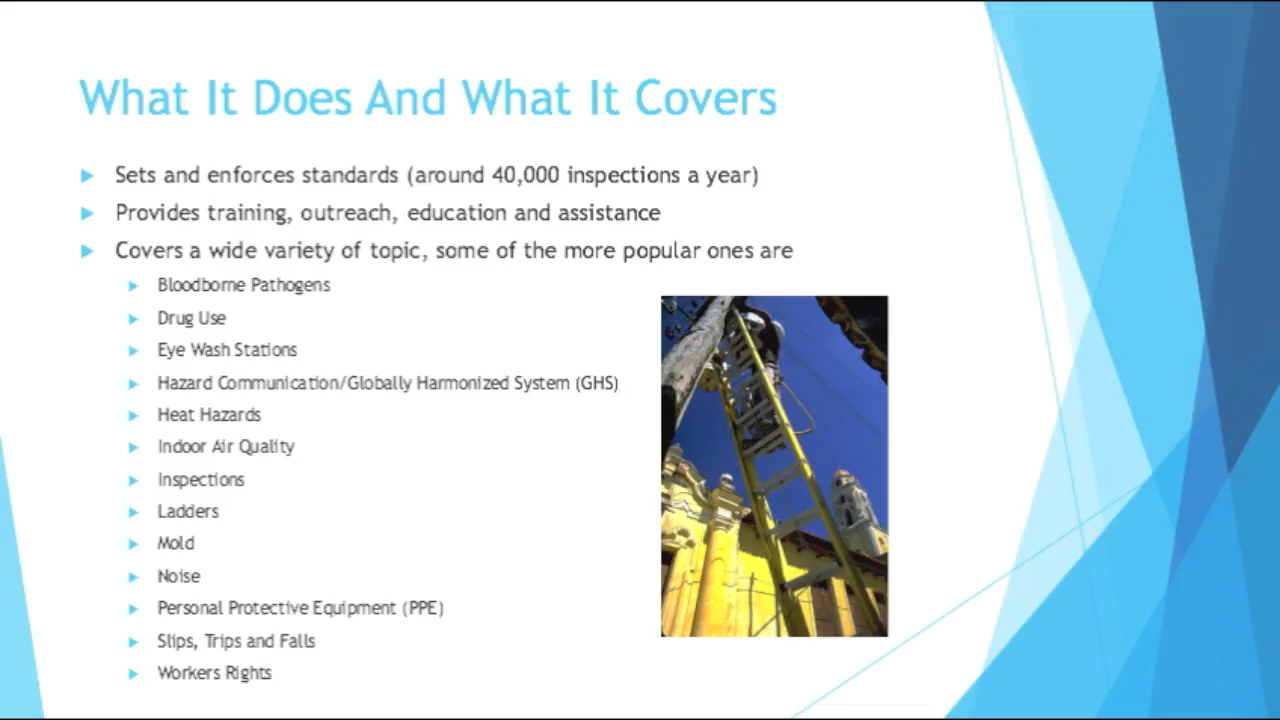 What It Does And What It Covers
Sets and enforces standards (around 40,000 inspections a year)
Provides training, outreach, education and assistance
Covers a wide variety of topic, some of the more popular ones are
Bloodborne Pathogens
Drug Use
Eye Wash Stations
Hazard Communication/Globally Harmonized System (GHS)
Heat Hazards
Indoor Air Quality
Inspections
Ladders
Mold
Noise
Personal Protective Equipment (PPE)
Slips, Trips and Falls
Workers Rights